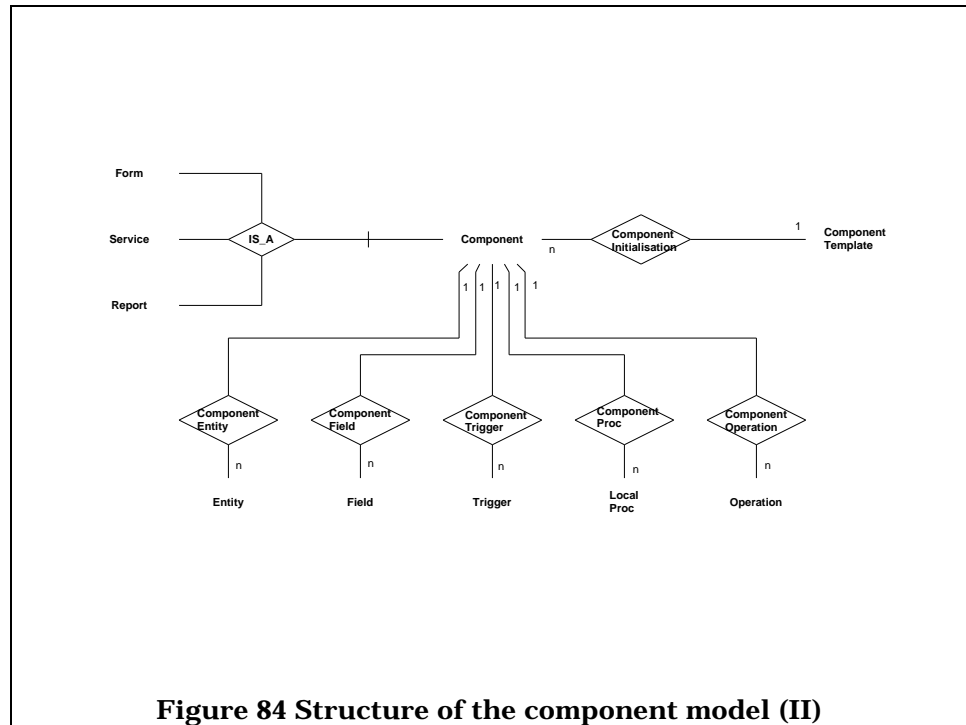 Form
Service
IS_A
Report
Component
n
Component
Initialisation
1
Component
Template
1
1
1
1
1
Component
Entity
Component
Field
Component
Trigger
Component
Proc
Component
Operation
n
n
n
n
n
Entity
Field
Trigger
Local
Proc
Operation
Figure 84 Structure of the component model (II)